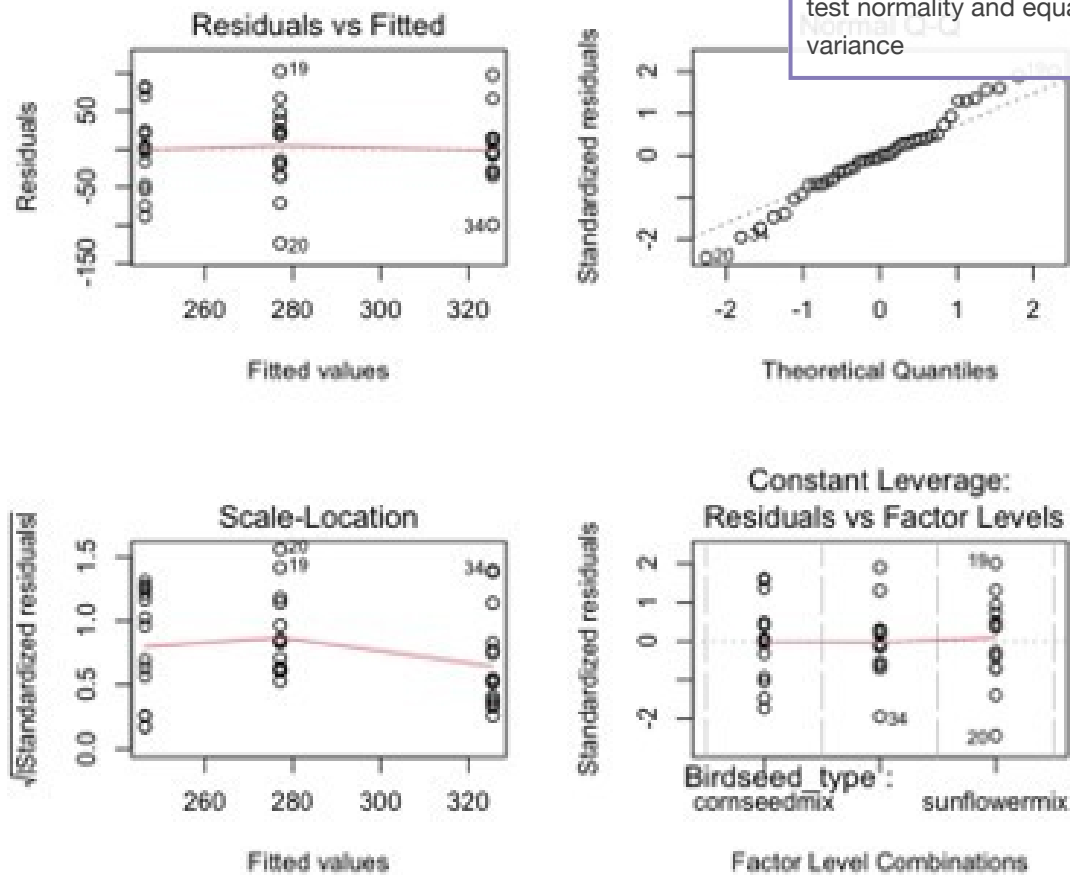 test normality and equa
variance
Residuals vs Fitted
Residuals
50
-50
-150
19
20
34
260 280 300 320
Fitted values
Normal Q-Q
Standardized residuals
2
1
0
-2
19
34
20
-2 -1 0 1 2
Theoretical Quantiles
Scale-Location
√|Standardized residuals|
1.5
1.0
0.5
0.0
20
19
34
260 280 300 320
Fitted values
Constant Leverage:
Residuals vs Factor Levels
Standardized residuals
2
1
0
-2
19
34
20
Birdseed_type :
cornseedmix sunflowermix
Factor Level Combinations